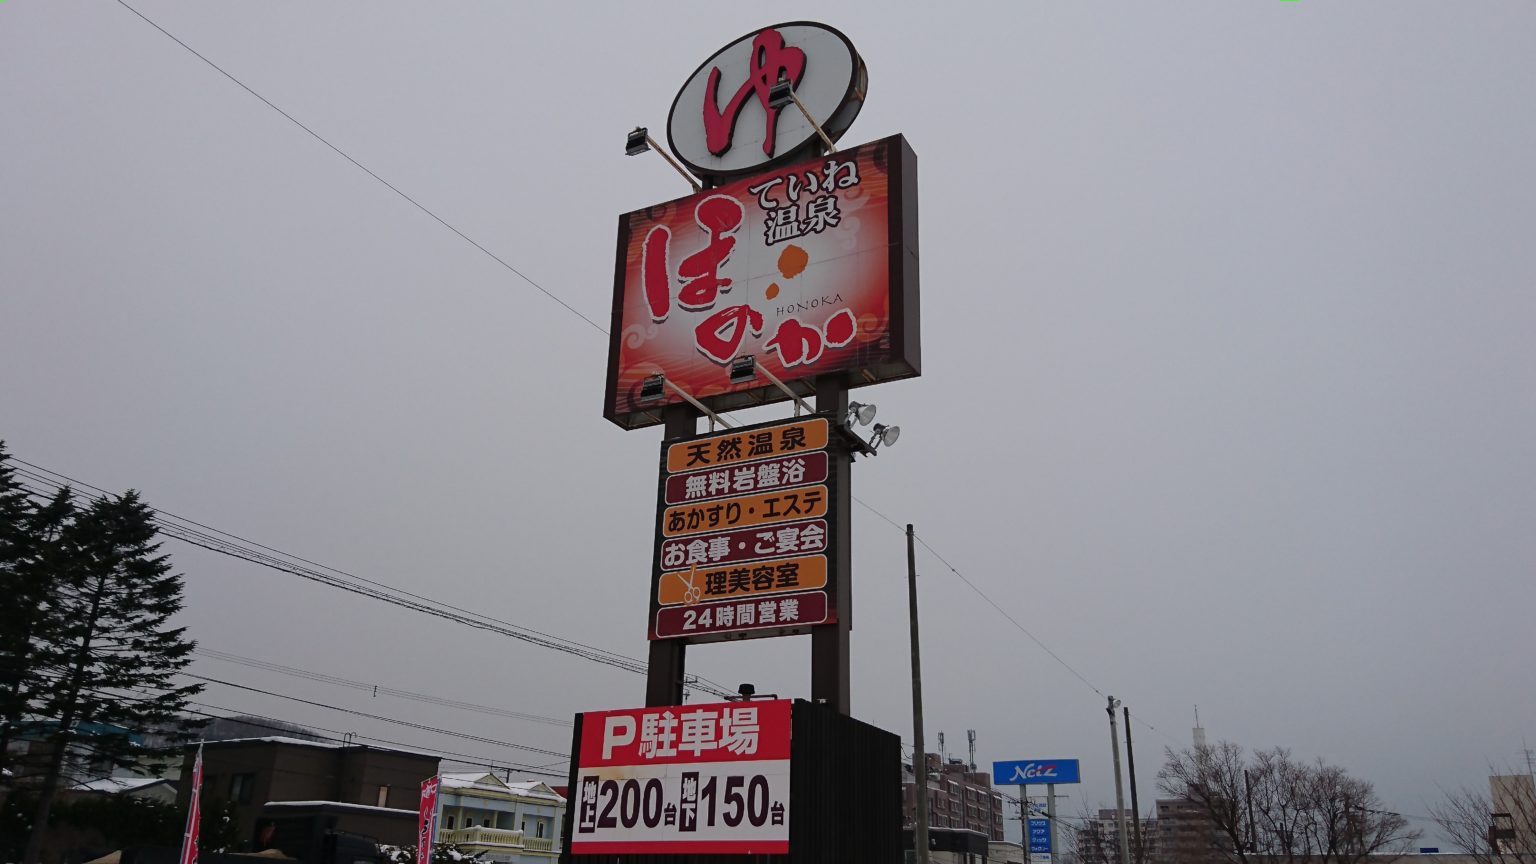 ゆ
ていね
温泉
ほのか
HONOKA
天然温泉
無料岩盤浴
あかすり・エステ
お食事・ご宴会
理美容室
24時間営業
P駐車場
地上200台 地下150台
Netz